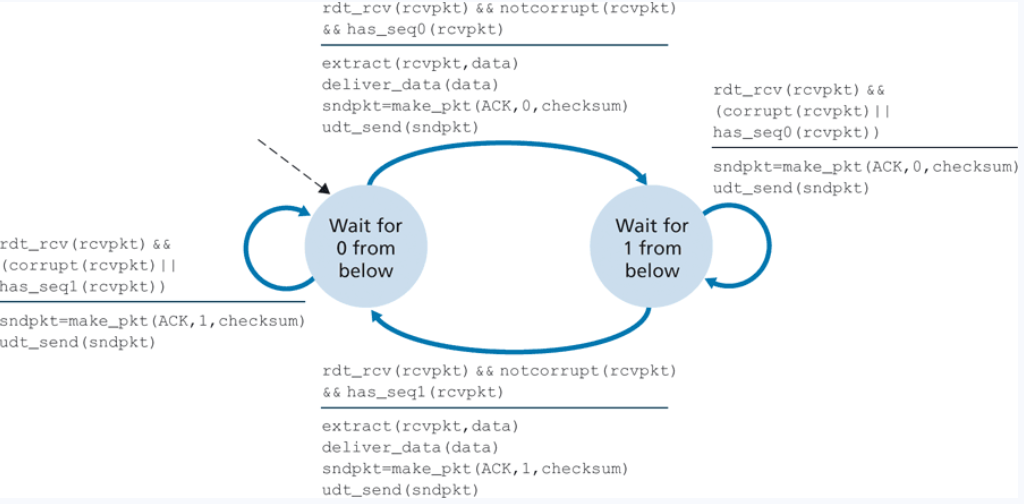 rdt_rcv(rcvpkt) && notcorrupt(rcvpkt)
&& has_seq0(rcvpkt)
extract(rcvpkt,data)
deliver_data(data)
sndpkt=make_pkt(ACK,0,checksum)
udt_send(sndpkt)
rdt_rcv(rcvpkt) &&
(corrupt(rcvpkt)||
has_seq0(rcvpkt))
sndpkt=make_pkt(ACK,0,checksum)
udt_send(sndpkt)
Wait for
0 from
below
Wait for
1 from
below
rdt_rcv(rcvpkt) &&
(corrupt(rcvpkt)||
has_seq1(rcvpkt))
sndpkt=make_pkt(ACK,1,checksum)
udt_send(sndpkt)
rdt_rcv(rcvpkt) && notcorrupt(rcvpkt)
&& has_seq1(rcvpkt)
extract(rcvpkt,data)
deliver_data(data)
sndpkt=make_pkt(ACK,1,checksum)
udt_send(sndpkt)